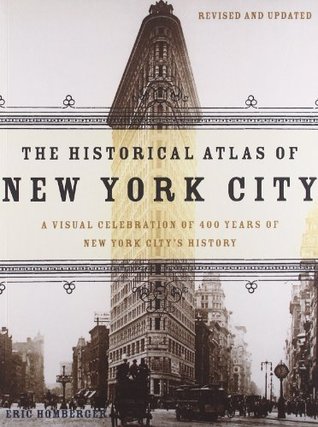 REVISED AND UPDATED
THE HISTORICAL ATLAS OF
NEW YORK CITY
A VISUAL CELEBRATION OF 400 YEARS OF
NEW YORK CITY'S HISTORY
ERIC HOMBERGER